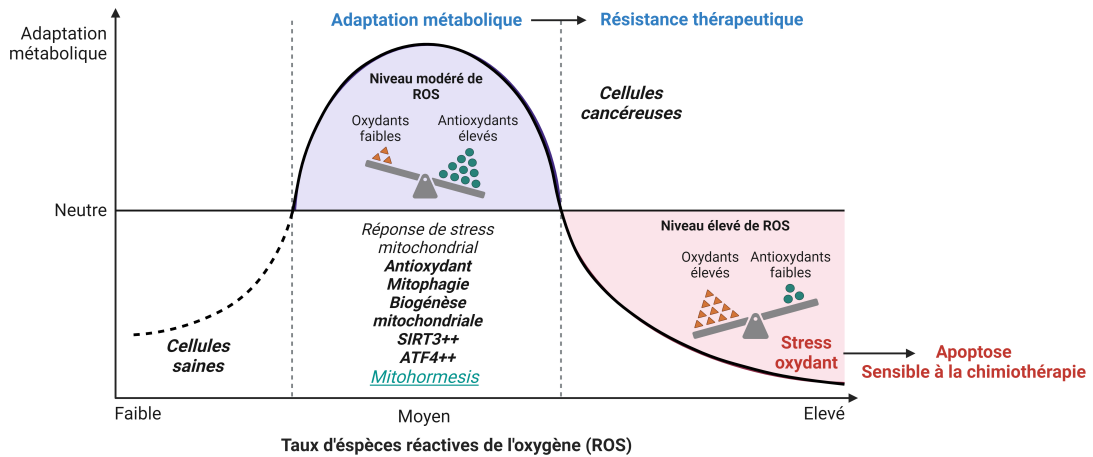 Adaptation métabolique
Résistance thérapeutique
Adaptation
métabolique
Niveau modéré de
ROS
Oxydants
faibles
Antioxydants
élevés
Cellules
cancéreuses
Neutre
Réponse de stress
mitochondrial
Antioxydant
Mitophagie
Biogénèse
mitochondriale
SIRT3++
ATF4++
Mitohormesis
Niveau élevé de ROS
Oxydants
élevés
Antioxydants
faibles
Stress
oxydant
Cellules
saines
Apoptose
Sensible à la chimiothérapie
Faible
Moyen
Elevé
Taux d'éspèces réactives de l'oxygène (ROS)